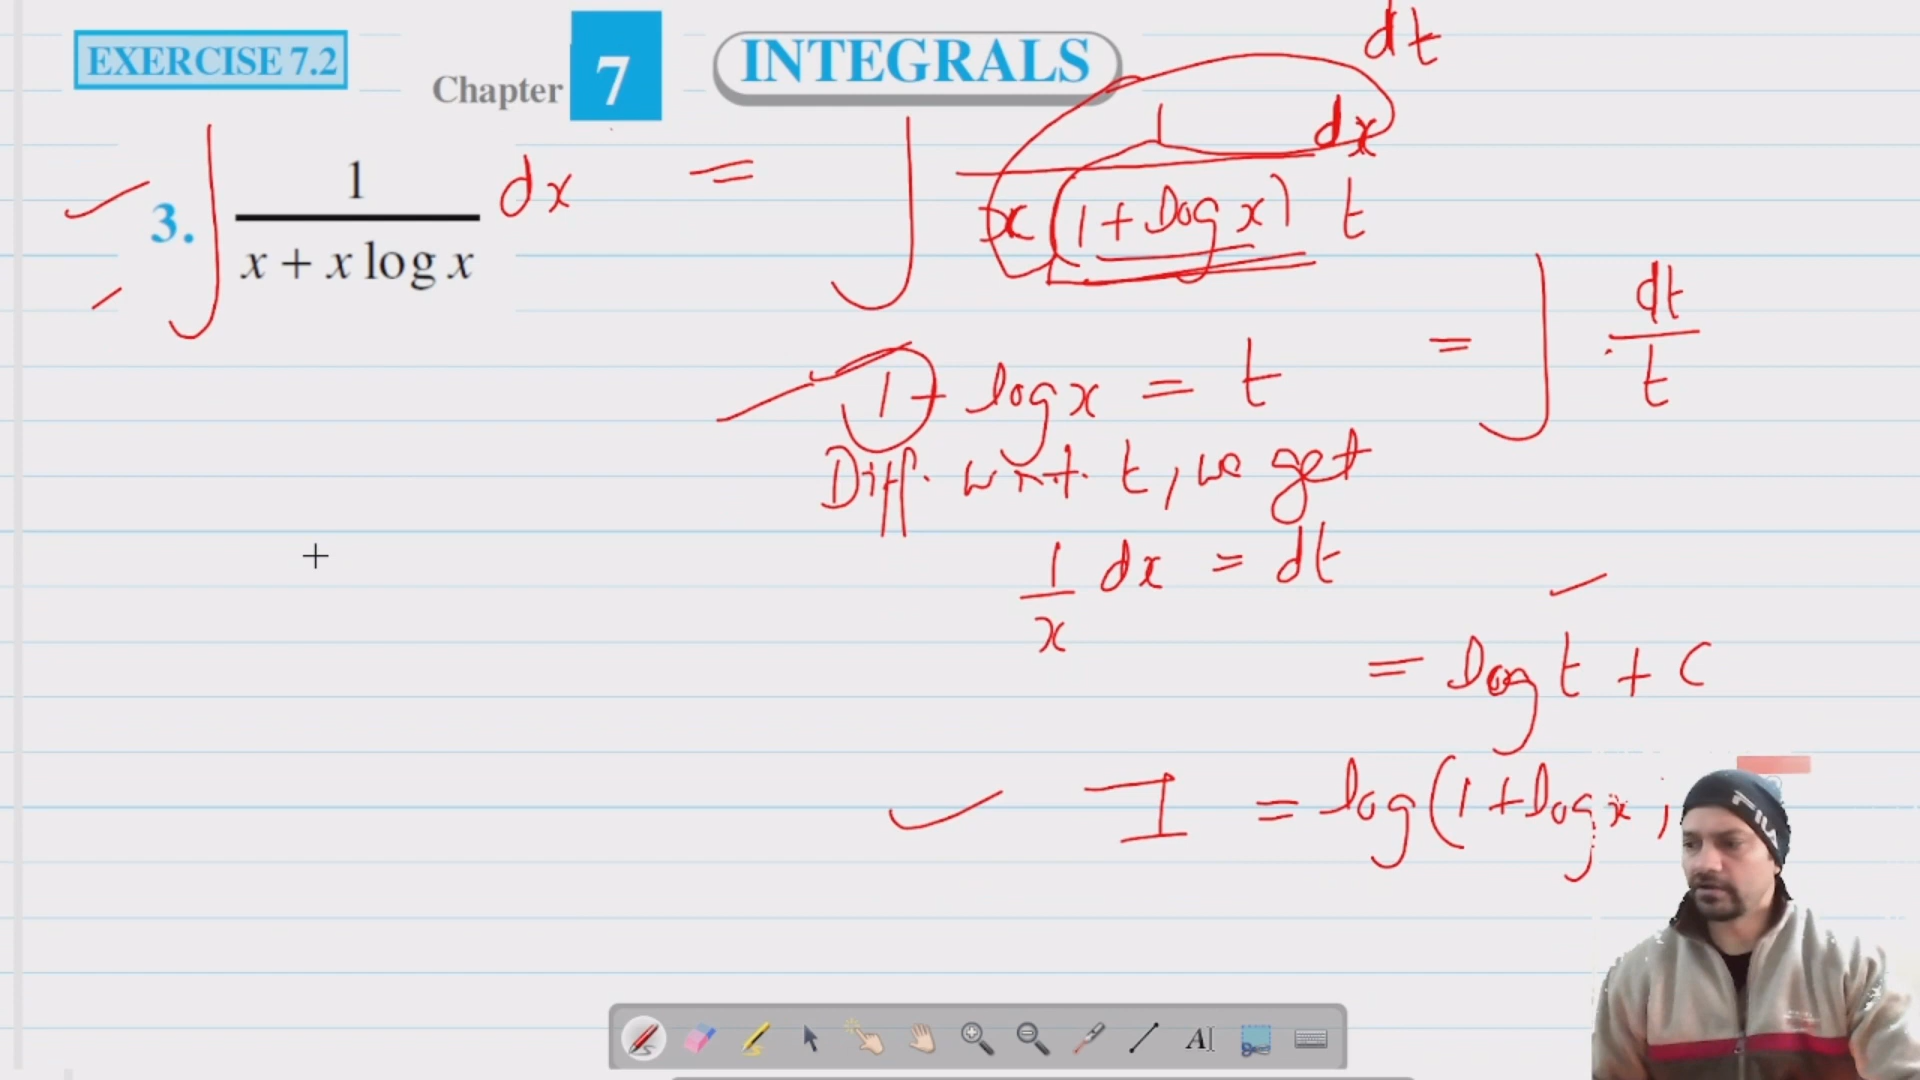 EXERCISE 7.2
Chapter 7 INTEGRALS
dt
3. ∫ 1/(x + x log x) dx = ∫ 1 dx / x(1 + log x) t
1 + log x = t
= ∫ dt/t
Diff. w.r.t. t, we get
1/x dx = dt
= log t + C
I = log(1 + log x)
FILA